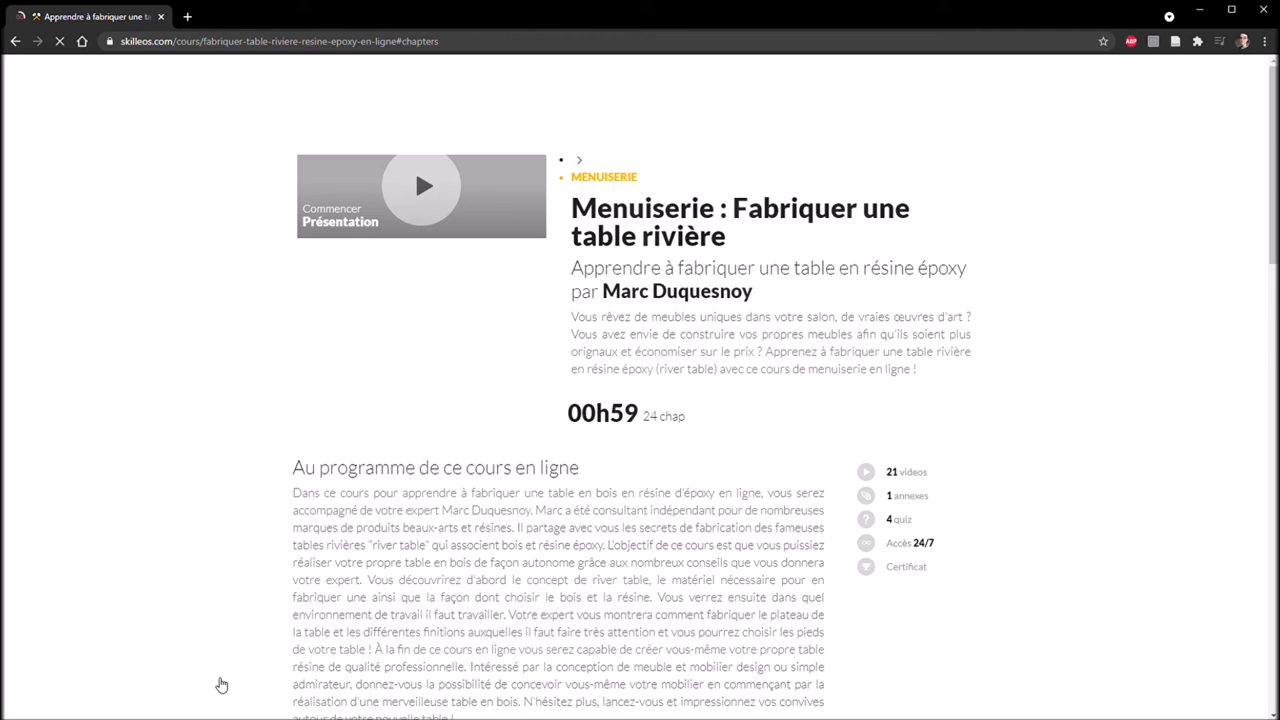 Apprendre à fabriquer une ta
skilleos.com/cours/fabriquer-table-riviere-resine-epoxy-en-ligne#chapters
ABP
Commencer
Présentation
MENUISERIE
Menuiserie : Fabriquer une
table rivière
Apprendre à fabriquer une table en résine époxy
par Marc Duquesnoy
Vous rêvez de meubles uniques dans votre salon, de vraies œuvres d'art ?
Vous avez envie de construire vos propres meubles afin qu'ils soient plus
orignaux et économiser sur le prix ? Apprenez à fabriquer une table rivière
en résine époxy (river table) avec ce cours de menuiserie en ligne !
00h59 24 chap
Au programme de ce cours en ligne
Dans ce cours pour apprendre à fabriquer une table en bois en résine d'époxy en ligne, vous serez
accompagné de votre expert Marc Duquesnoy. Marc a été consultant indépendant pour de nombreuses
marques de produits beaux-arts et résines. Il partage avec vous les secrets de fabrication des fameuses
tables rivières "river table" qui associent bois et résine époxy. L'objectif de ce cours est que vous puissiez
réaliser votre propre table en bois de façon autonome grâce aux nombreux conseils que vous donnera
votre expert. Vous découvrirez d'abord le concept de river table, le matériel nécessaire pour en
fabriquer une ainsi que la façon dont choisir le bois et la résine. Vous verrez ensuite dans quel
environnement de travail il faut travailler. Votre expert vous montrera comment fabriquer le plateau de
la table et les différentes finitions auxquelles il faut faire très attention et vous pourrez choisir les pieds
de votre table ! À la fin de ce cours en ligne vous serez capable de créer vous-même votre propre table
résine de qualité professionnelle. Intéressé par la conception de meuble et mobilier design ou simple
admirateur, donnez-vous la possibilité de concevoir vous-même votre mobilier en commençant par la
réalisation d'une merveilleuse table en bois. N'hésitez plus, lancez-vous et impressionnez vos convives
autour de votre nouvelle table !
21 videos
1 annexes
4 quiz
Accès 24/7
Certificat